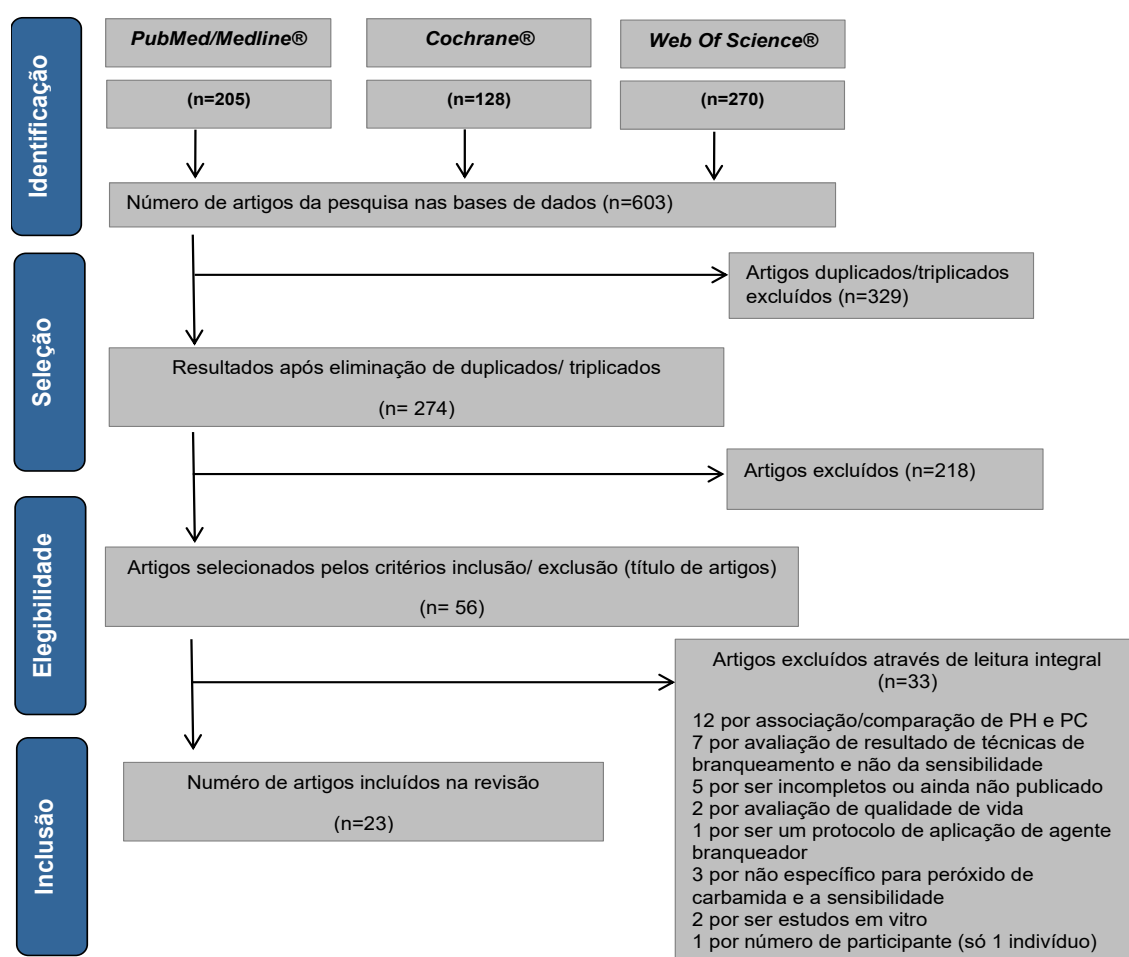 Identificação
PubMed/Medline®
Cochrane®
Web Of Science®
(n=205)
(n=128)
(n=270)
Número de artigos da pesquisa nas bases de dados (n=603)
Seleção
Artigos duplicados/triplicados
excluídos (n=329)
Resultados após eliminação de duplicados/ triplicados
(n= 274)
Artigos excluídos (n=218)
Elegibilidade
Artigos selecionados pelos critérios inclusão/ exclusão (título de artigos)
(n= 56)
Artigos excluídos através de leitura integral
(n=33)
12 por associação/comparação de PH e PC
7 por avaliação de resultado de técnicas de
branqueamento e não da sensibilidade
5 por ser incompletos ou ainda não publicado
2 por avaliação de qualidade de vida
1 por ser um protocolo de aplicação de agente
branqueador
3 por não específico para peróxido de
carbamida e a sensibilidade
2 por ser estudos em vitro
1 por número de participante (só 1 indivíduo)
Inclusão
Numéro de artigos incluídos na revisão
(n=23)